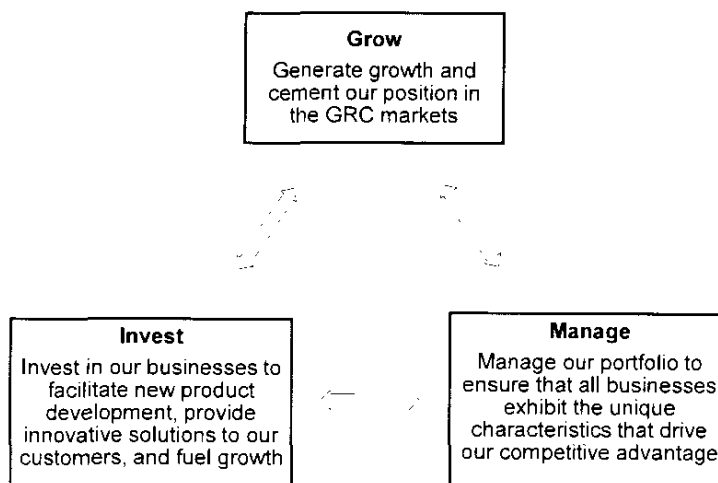 Grow
Generate growth and
cement our position in
the GRC markets
Invest
Invest in our businesses to
facilitate new product
development, provide
innovative solutions to our
customers, and fuel growth
Manage
Manage our portfolio to
ensure that all businesses
exhibit the unique
characteristics that drive
our competitive advantage